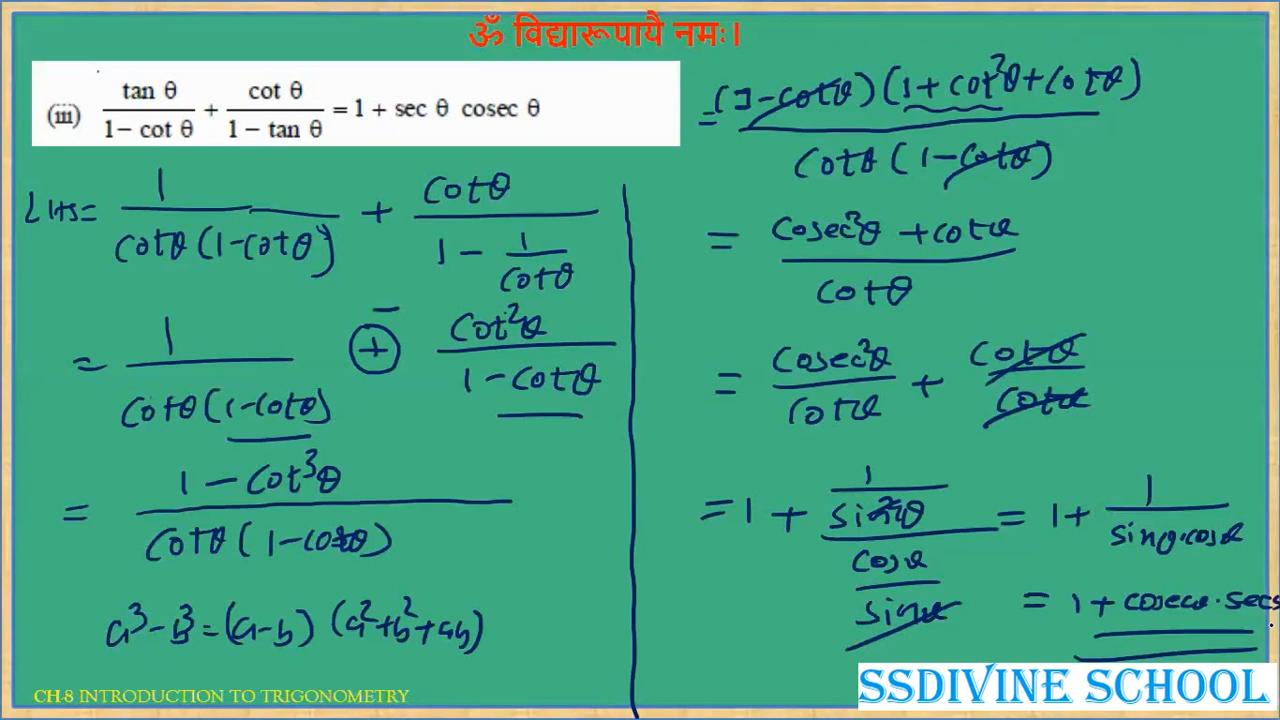 ॐ विद्यारूपायै नमः।
(iii) tan θ / (1 − cot θ) + cot θ / (1 − tan θ) = 1 + sec θ cosec θ
LHS = 1 / (cotθ (1-cotθ)) + cotθ / (1 - 1/cotθ)
= 1 / (cotθ (1-cotθ)) ⊕ − cot²θ / (1 - cotθ)
= (1 - cot³θ) / (cotθ (1-cotθ))
a³ - b³ = (a-b) (a²+b²+ab)
= (1-cotθ) (1+cot²θ+cotθ) / (cotθ (1-cotθ))
= (cosec²θ + cotθ) / cotθ
= cosec²θ / cotθ + cotθ / cotθ
= 1 + (1/sin²θ) / (cosθ/sinθ) = 1 + 1 / (sinθ.cosθ)
= 1 + cosecθ . secθ
CH-8 INTRODUCTION TO TRIGONOMETRY
SSDIVINE SCHOOL